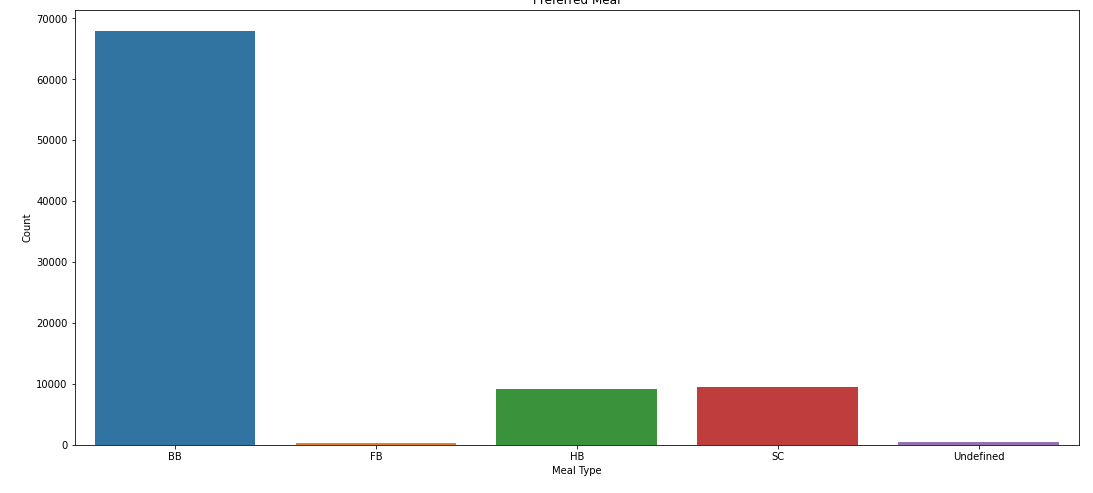 Preferred Meal
70000
60000
50000
40000
30000
20000
10000
0
Count
BB
FB
HB
SC
Undefined
Meal Type